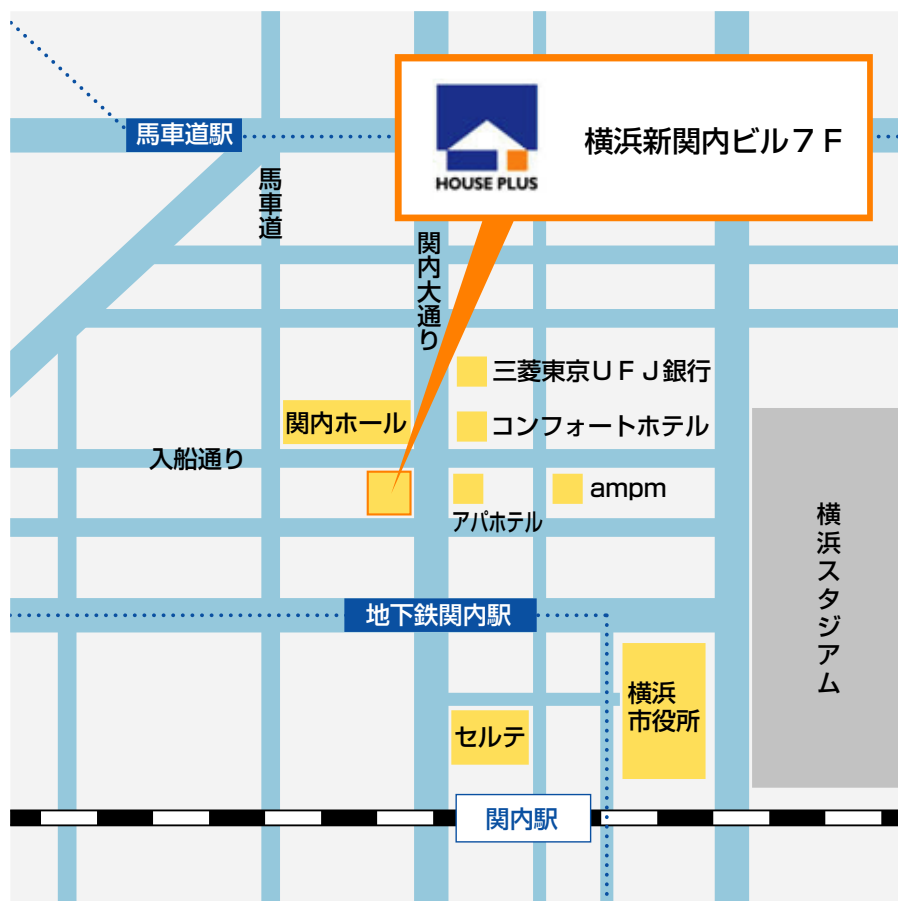 馬車道駅
HOUSE PLUS
横浜新関内ビル７Ｆ
馬車道
関内大通り
三菱東京ＵＦＪ銀行
関内ホール
コンフォートホテル
入船通り
ampm
アパホテル
横浜スタジアム
地下鉄関内駅
横浜
市役所
セルテ
関内駅